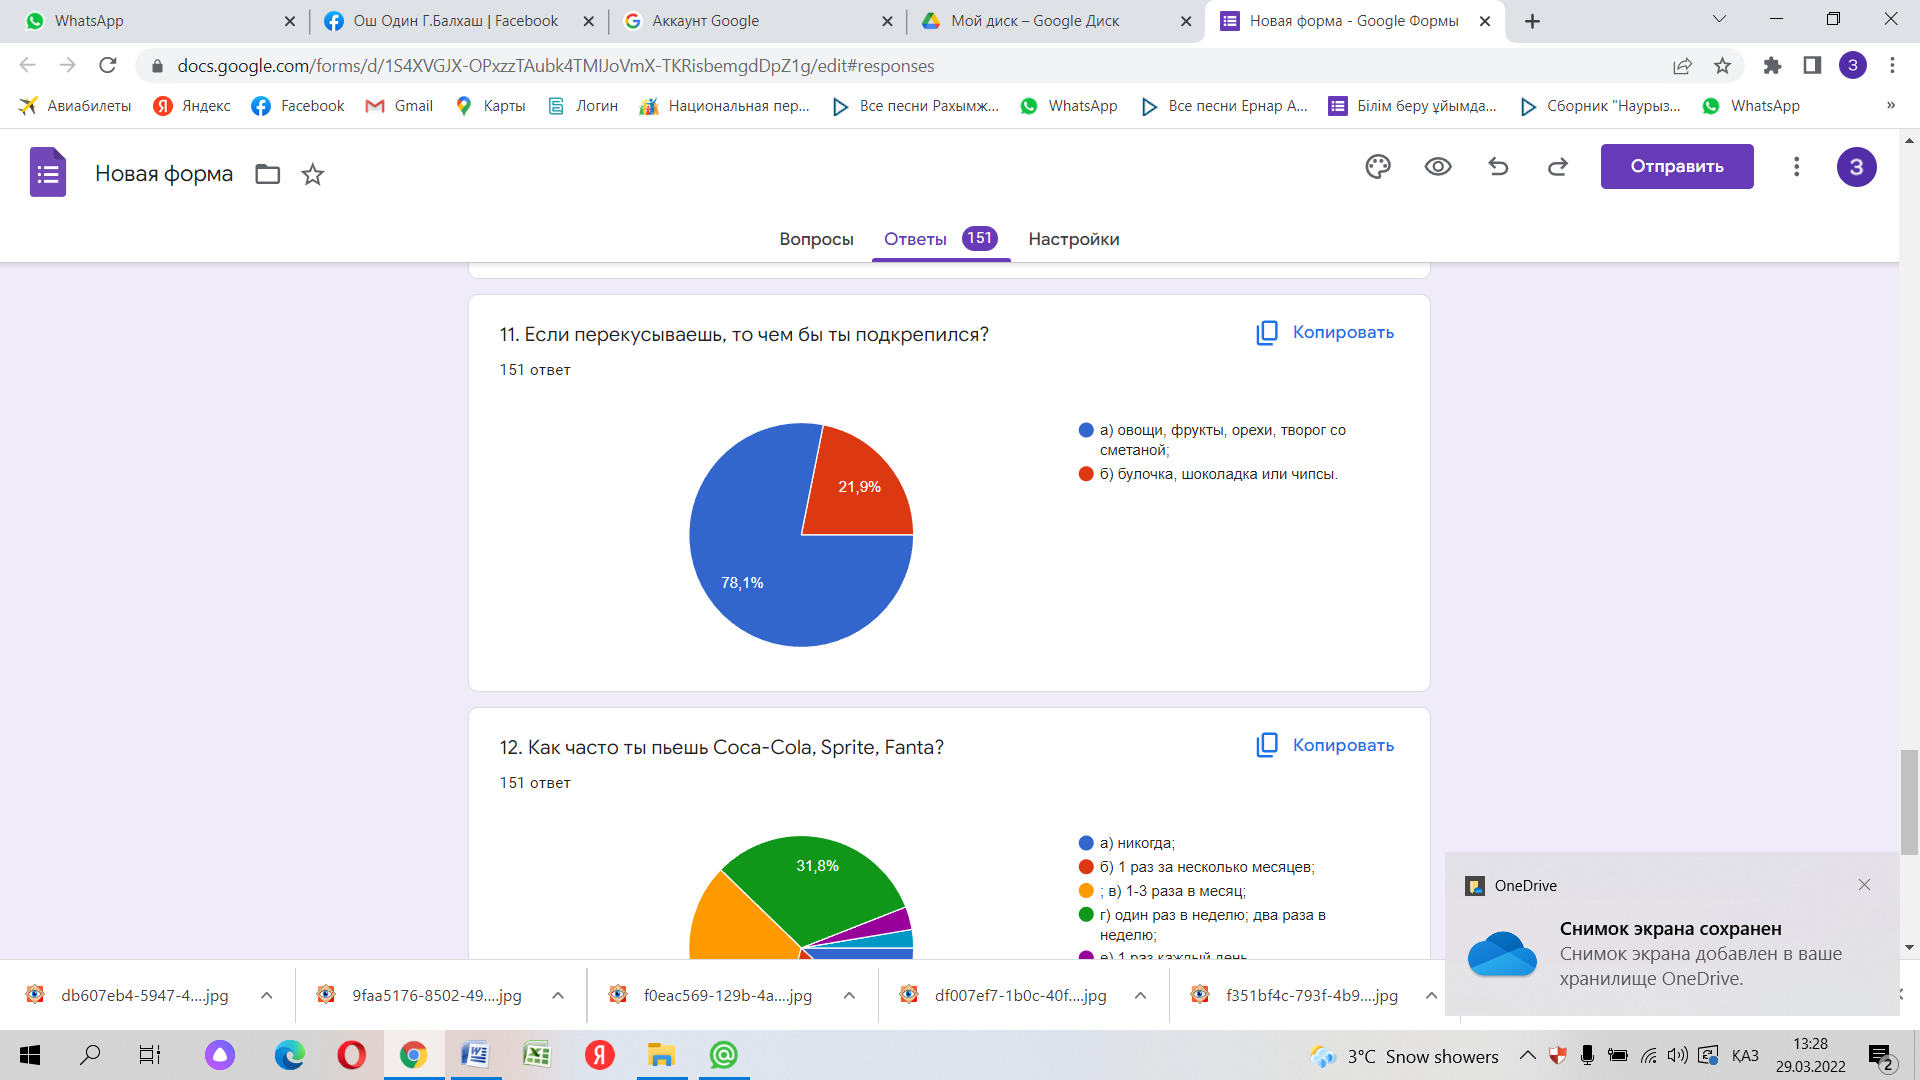 WhatsApp
Ош Один Г.Балхаш | Facebook
Аккаунт Google
Мой диск – Google Диск
Новая форма - Google Формы
docs.google.com/forms/d/1S4XVGJX-OPxzzTAubk4TMIJoVmX-TKRisbemgdDpZ1g/edit#responses
З
Авиабилеты
Яндекс
Facebook
Gmail
Карты
Логин
Национальная пер...
Все песни Рахымж...
WhatsApp
Все песни Ернар А...
Білім беру ұйымда...
Сборник "Наурыз...
WhatsApp
»
Новая форма
Отправить
З
Вопросы
Ответы 151
Настройки
11. Если перекусываешь, то чем бы ты подкрепился?
Копировать
151 ответ
а) овощи, фрукты, орехи, творог со
сметаной;
б) булочка, шоколадка или чипсы.
21,9%
78,1%
12. Как часто ты пьешь Coca-Cola, Sprite, Fanta?
Копировать
151 ответ
31,8%
а) никогда;
б) 1 раз за несколько месяцев;
; в) 1-3 раза в месяц;
г) один раз в неделю; два раза в
неделю;
е) 1 раз каждый день
OneDrive
Снимок экрана сохранен
Снимок экрана добавлен в ваше
хранилище OneDrive.
db607eb4-5947-4....jpg
9faa5176-8502-49....jpg
f0eac569-129b-4a....jpg
df007ef7-1b0c-40f....jpg
f351bf4c-793f-4b9....jpg
3°C Snow showers
ҚАЗ
13:28
29.03.2022
2